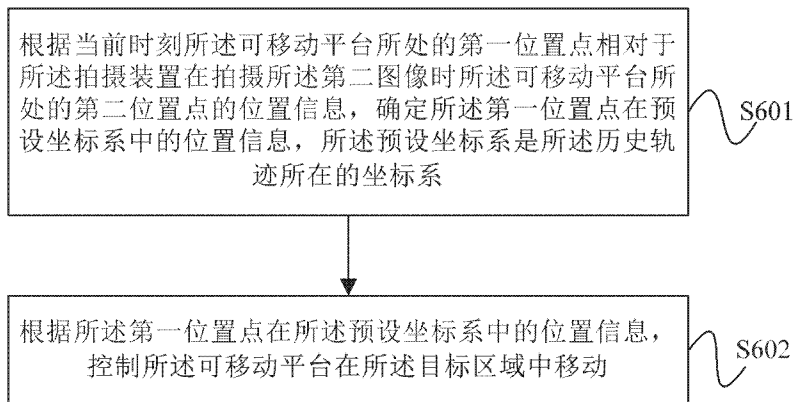 根据当前时刻所述可移动平台所处的第一位置点相对于
所述拍摄装置在拍摄所述第二图像时所述可移动平台所
处的第二位置点的位置信息，确定所述第一位置点在预
设坐标系中的位置信息，所述预设坐标系是所述历史轨
迹所在的坐标系
S601
根据所述第一位置点在所述预设坐标系中的位置信息，
控制所述可移动平台在所述目标区域中移动
S602